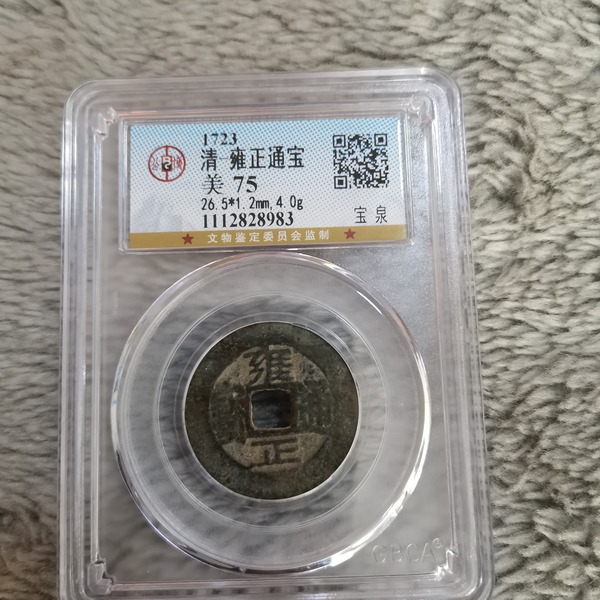 1723
清 雍正通宝
美 75
26.5*1.2mm,4.0g
1112828983
宝泉
★ 文物鉴定委员会监制 ★
雍
正
通
GBCA